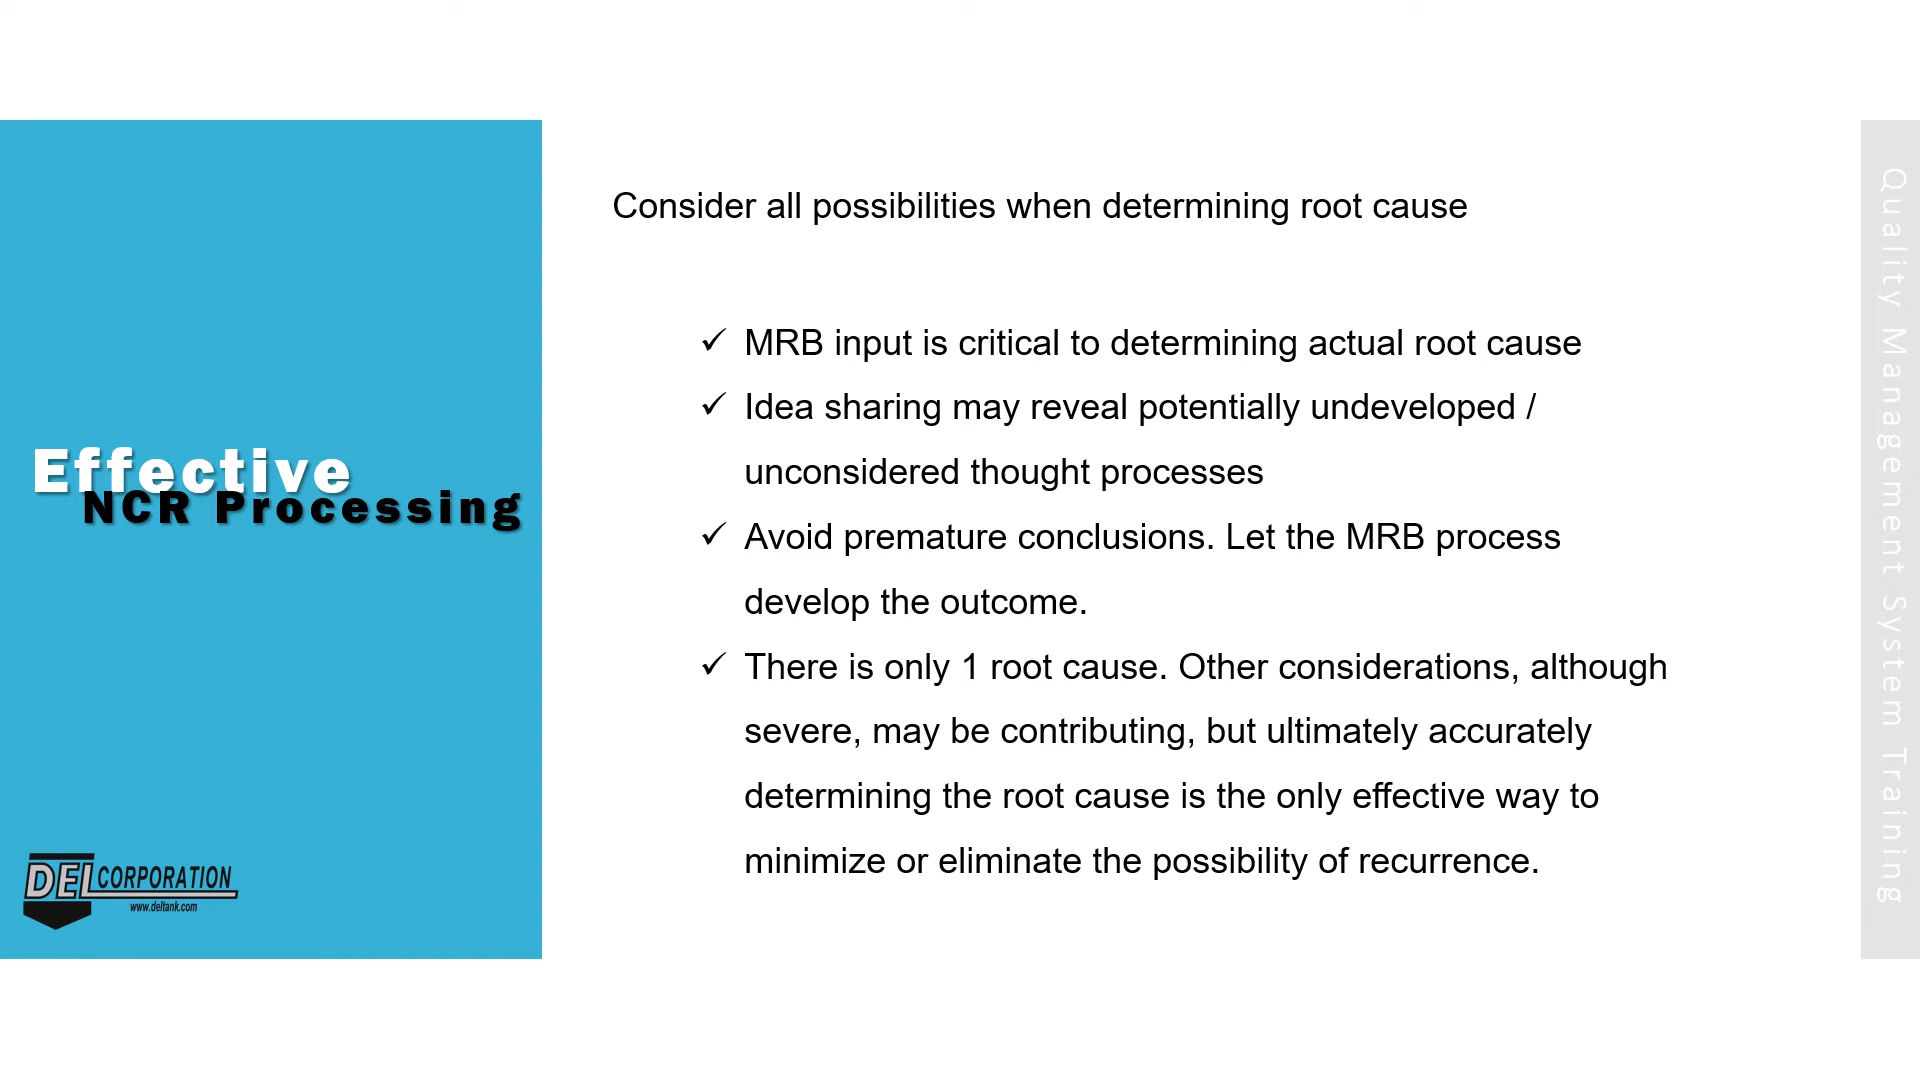 Effective
NCR Processing
DEL CORPORATION
www.deltank.com
Consider all possibilities when determining root cause
✓ MRB input is critical to determining actual root cause
✓ Idea sharing may reveal potentially undeveloped /
unconsidered thought processes
✓ Avoid premature conclusions. Let the MRB process
develop the outcome.
✓ There is only 1 root cause. Other considerations, although
severe, may be contributing, but ultimately accurately
determining the root cause is the only effective way to
minimize or eliminate the possibility of recurrence.
Quality Management System Training